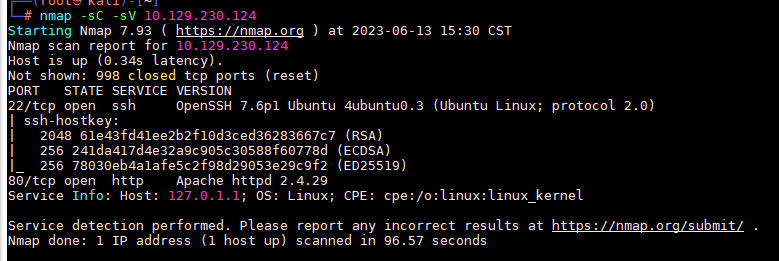 (root㉿kali)-[~]
# nmap -sC -sV 10.129.230.124
Starting Nmap 7.93 ( https://nmap.org ) at 2023-06-13 15:30 CST
Nmap scan report for 10.129.230.124
Host is up (0.34s latency).
Not shown: 998 closed tcp ports (reset)
PORT   STATE SERVICE VERSION
22/tcp open  ssh     OpenSSH 7.6p1 Ubuntu 4ubuntu0.3 (Ubuntu Linux; protocol 2.0)
| ssh-hostkey:
|   2048 61e43fd41ee2b2f10d3ced36283667c7 (RSA)
|   256 241da417d4e32a9c905c30588f60778d (ECDSA)
|_  256 78030eb4a1afe5c2f98d29053e29c9f2 (ED25519)
80/tcp open  http    Apache httpd 2.4.29
Service Info: Host: 127.0.1.1; OS: Linux; CPE: cpe:/o:linux:linux_kernel
Service detection performed. Please report any incorrect results at https://nmap.org/submit/ .
Nmap done: 1 IP address (1 host up) scanned in 96.57 seconds